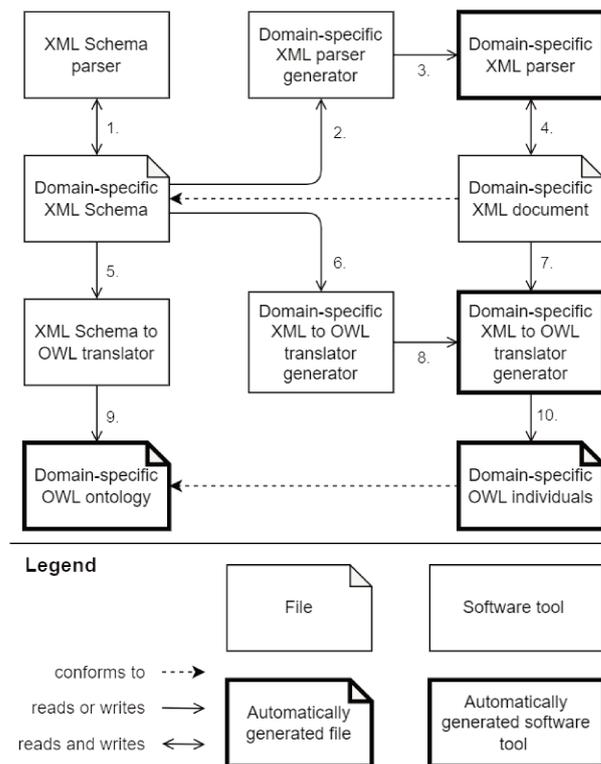 XML Schema
parser
Domain-specific
XML parser
generator
3.
Domain-specific
XML parser
1.
2.
4.
Domain-specific
XML Schema
Domain-specific
XML document
5.
6.
7.
XML Schema to
OWL translator
Domain-specific
XML to OWL
translator
generator
8.
Domain-specific
XML to OWL
translator
generator
9.
10.
Domain-specific
OWL ontology
Domain-specific
OWL individuals
Legend
File
Software tool
conforms to
reads or writes
reads and writes
Automatically
generated file
Automatically
generated software
tool